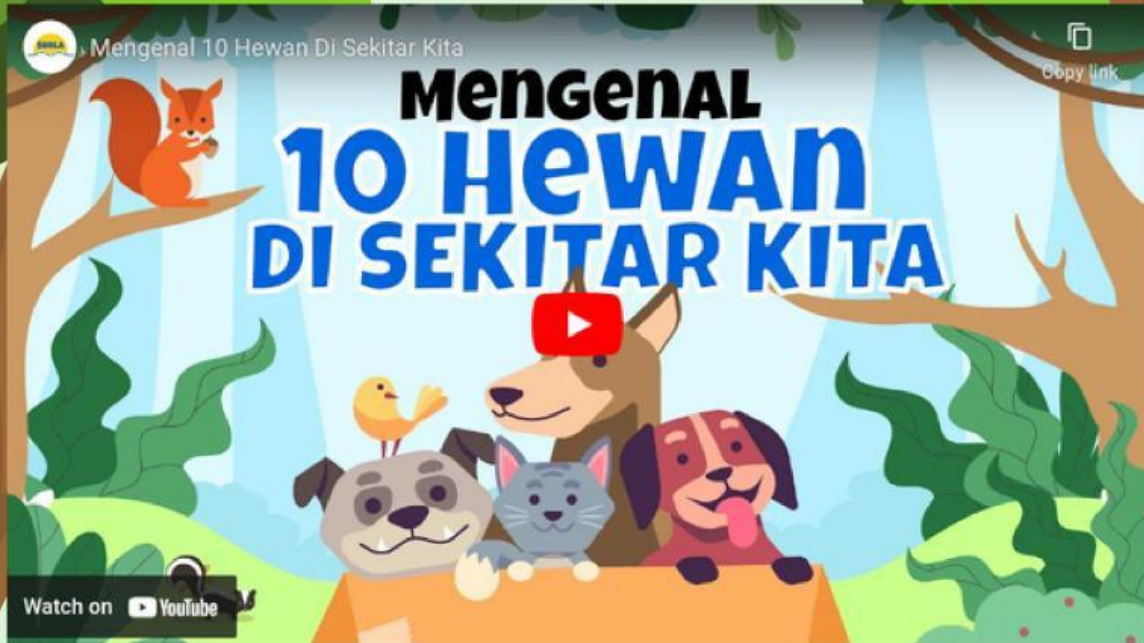 Mengenal 10 Hewan Di Sekitar Kita
Copy link
MenGenAL
10 HewAn
DI SEKITAR KITA
Watch on YouTube